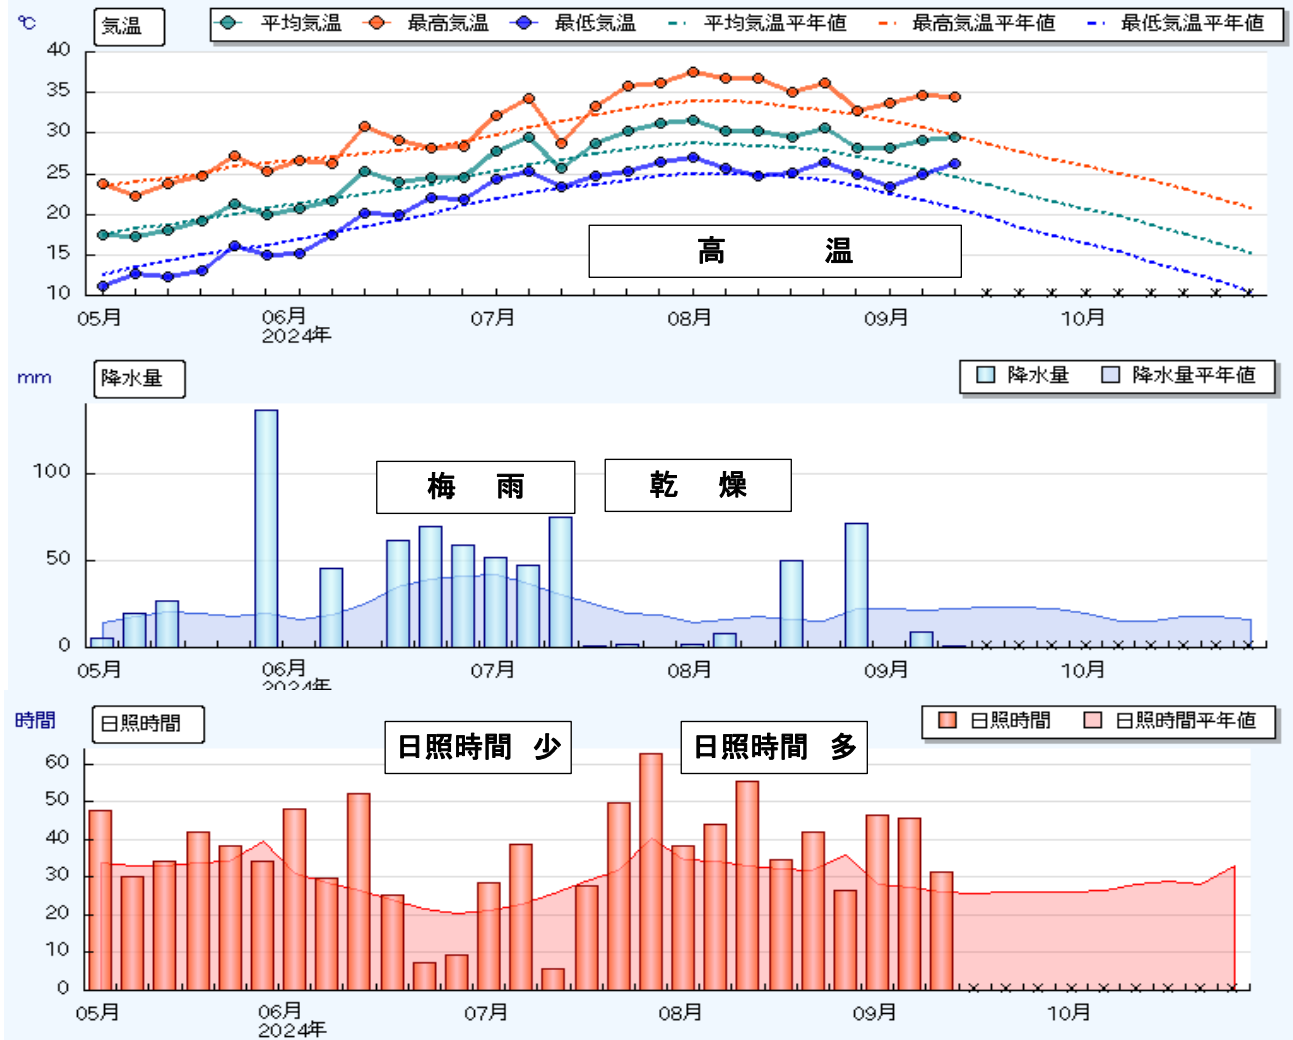 ℃ 気温 平均気温 最高気温 最低気温 平均気温平年値 最高気温平年値 最低気温平年値
40
35
30
25
20
15
10
高 温
05月 06月 07月 08月 09月 10月
2024年
mm 降水量 降水量 降水量平年値
100
50
0
梅 雨 乾 燥
05月 06月 07月 08月 09月 10月
2024年
時間 日照時間 日照時間 日照時間平年値
日照時間 少 日照時間 多
60
50
40
30
20
10
0
05月 06月 07月 08月 09月 10月
2024年